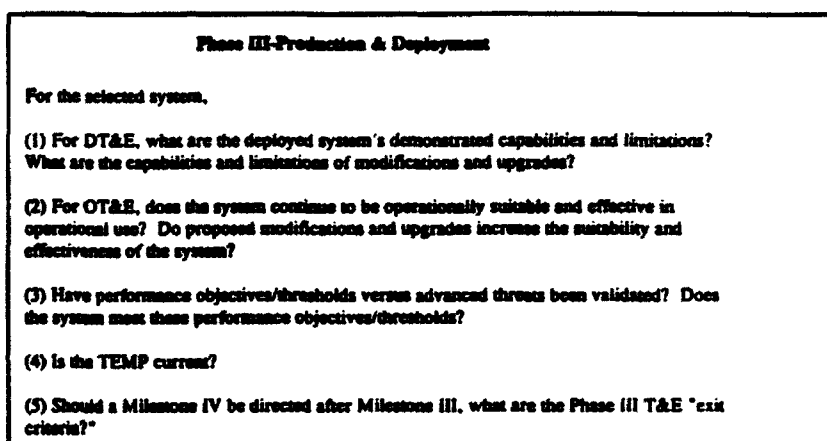 Phase III-Production & Deployment
For the selected system,
(1) For DT&E, what are the deployed system's demonstrated capabilities and limitations?
What are the capabilities and limitations of modifications and upgrades?
(2) For OT&E, does the system continue to be operationally suitable and effective in
operational use? Do proposed modifications and upgrades increase the suitability and
effectiveness of the system?
(3) Have performance objectives/thresholds versus advanced threats been validated? Does
the system meet these performance objectives/thresholds?
(4) Is the TEMP current?
(5) Should a Milestone IV be directed after Milestone III, what are the Phase III T&E "exit
criteria?"